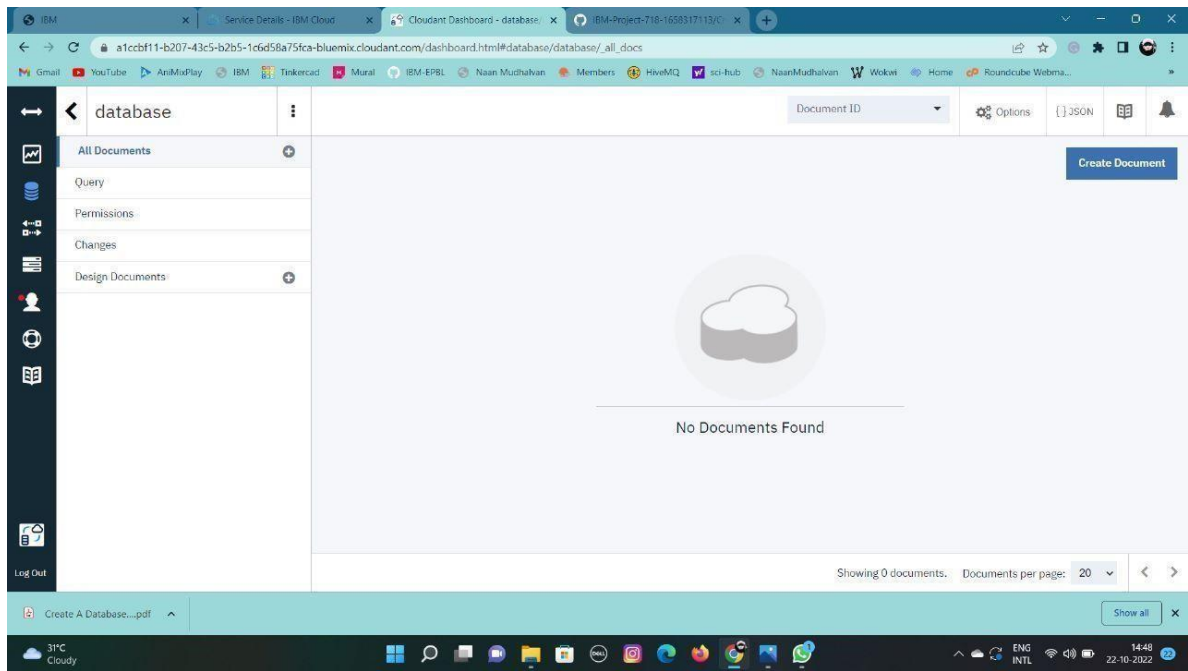 IBM
Service Details - IBM Cloud
Cloudant Dashboard - database/
IBM-Project-718-1658317113/C
a1ccbf11-b207-43c5-b2b5-1c6d58a75fca-bluemix.cloudant.com/dashboard.html#database/database/_all_docs
Gmail YouTube AniMixPlay IBM Tinkercad Mural IBM-EPBL Naan Mudhalvan Members HiveMQ sci-hub NaanMudhalvan Wokwi Home Roundcube Webma... »
database
Document ID
Options
{ } JSON
All Documents
Create Document
Query
Permissions
Changes
Design Documents
No Documents Found
Log Out
Showing 0 documents. Documents per page: 20
Create A Database....pdf
Show all
31°C
Cloudy
DELL
ENG
INTL
14:48
22-10-2022
22